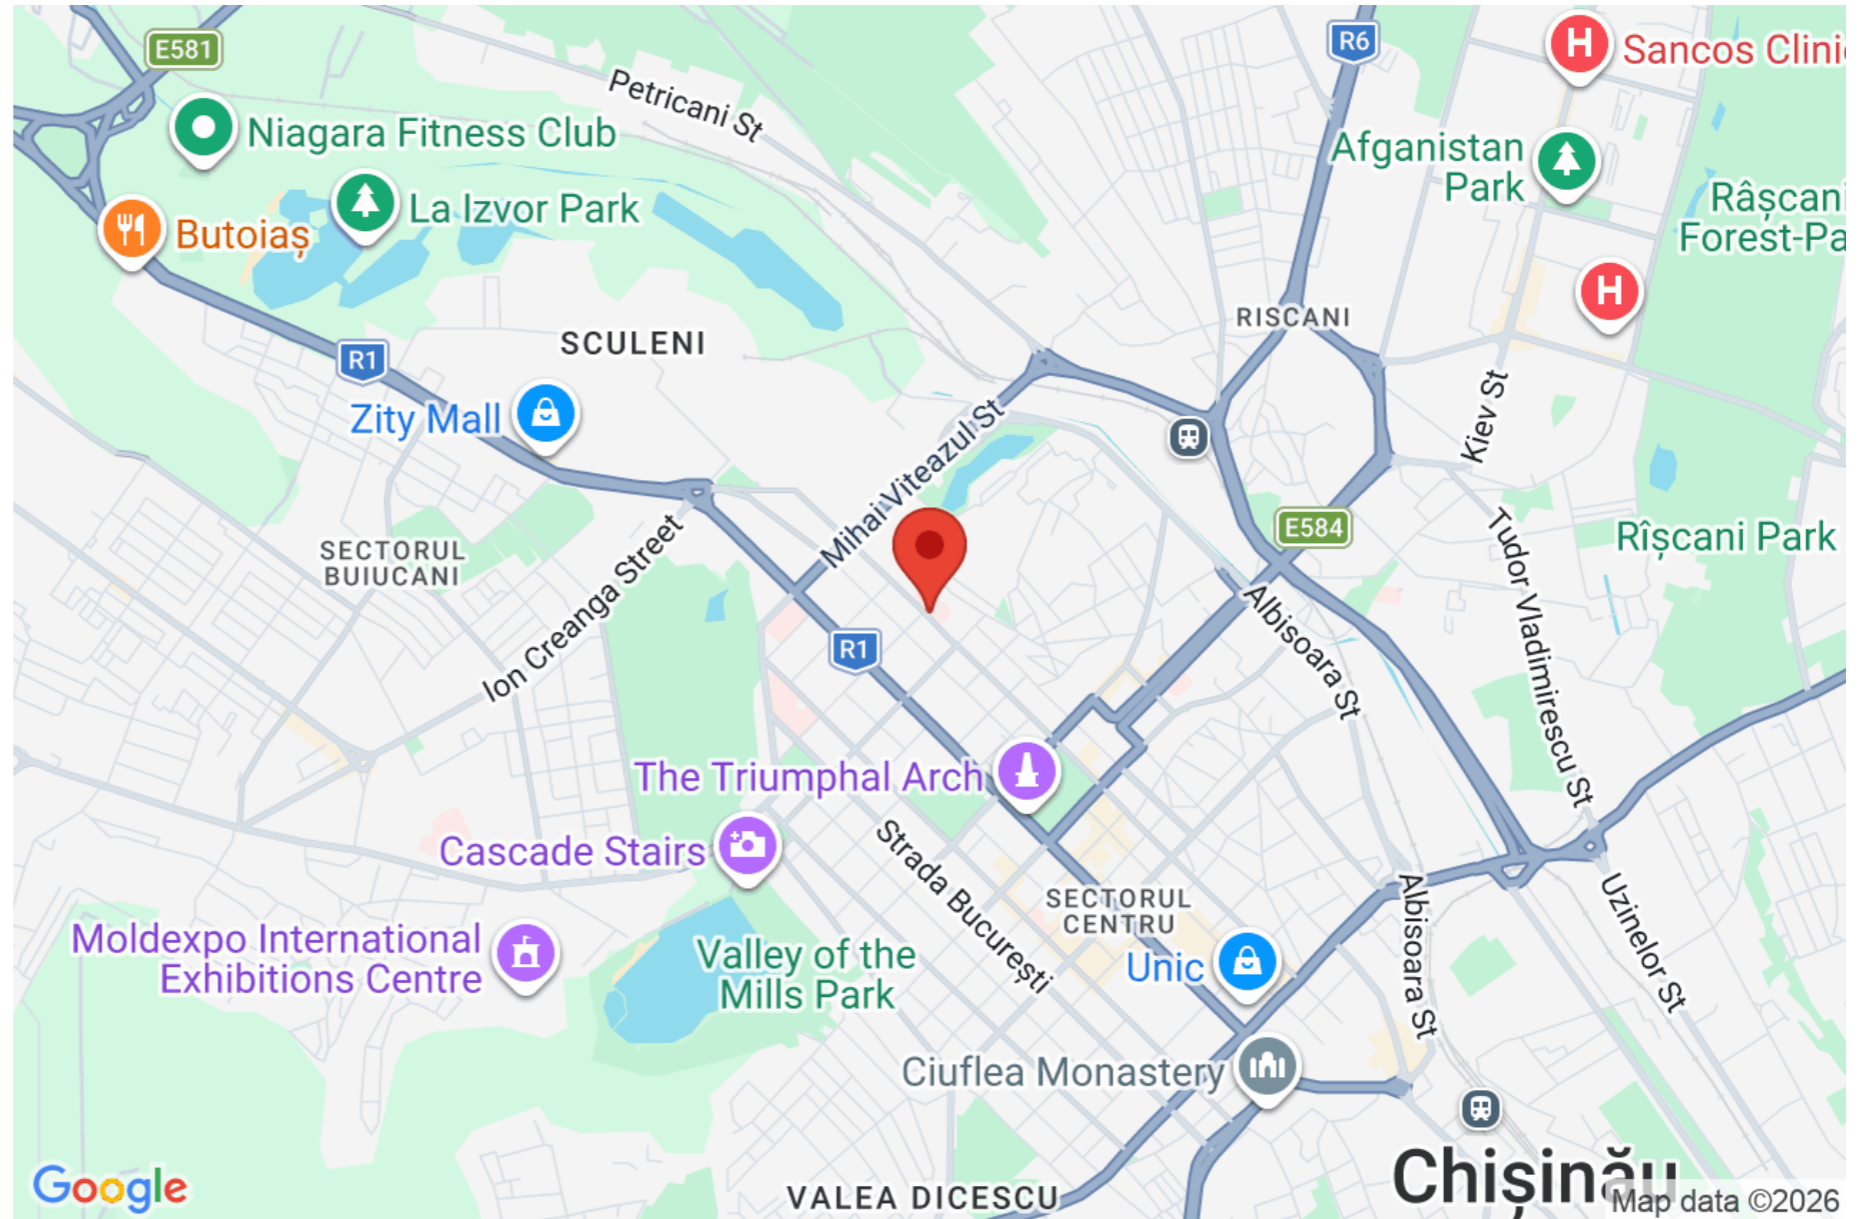 E581
R6
H
Sancos Clini
Petricani St
Niagara Fitness Club
Afganistan
Park
La Izvor Park
Râșcani
Forest-Pa
Butoiaș
H
RISCANI
SCULENI
R1
Zity Mall
Kiev St
Mihai Viteazul St
E584
Rîșcani Park
SECTORUL
BUIUCANI
Ion Creanga Street
Tudor Vladimirescu St
Albisoara St
R1
The Triumphal Arch
Cascade Stairs
Strada București
SECTORUL
CENTRU
Albisoara St
Uzinelor St
Moldexpo International
Exhibitions Centre
Valley of the
Mills Park
Unic
Ciuflea Monastery
Chișinău
VALEA DICESCU
Google
Map data ©2026